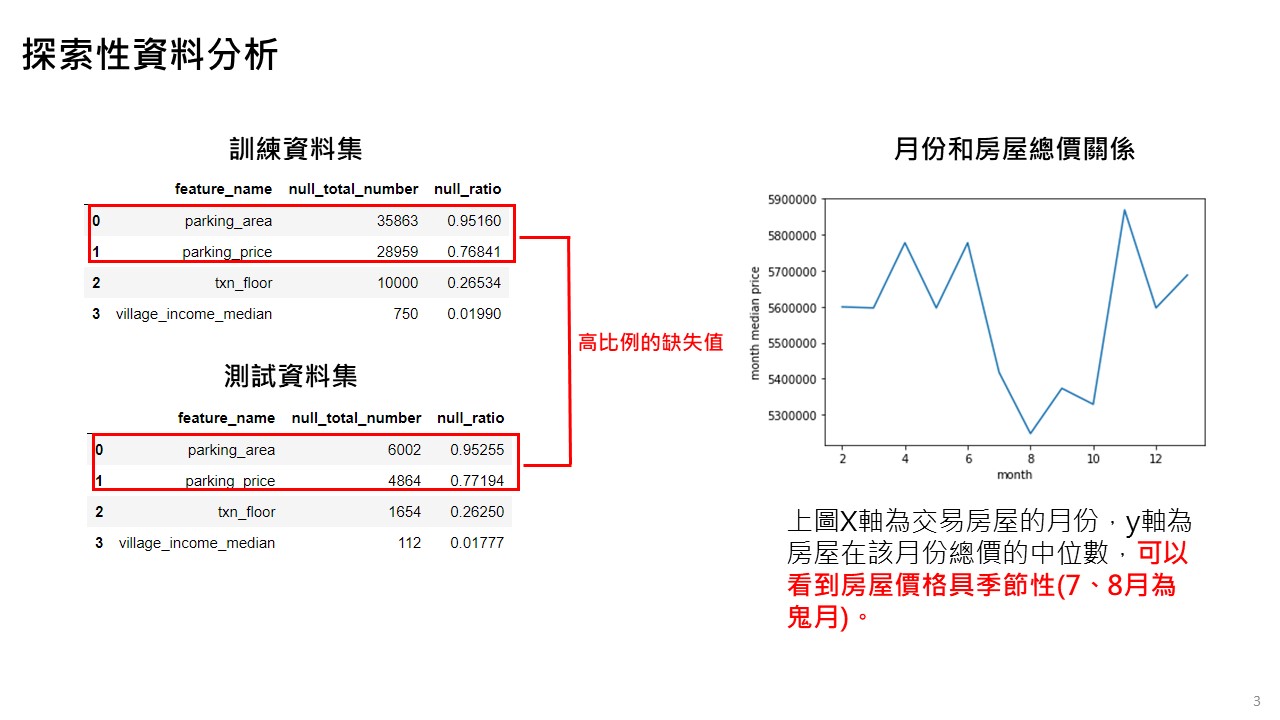 探索性資料分析
訓練資料集
feature_name null_total_number null_ratio
0 parking_area 35863 0.95160
1 parking_price 28959 0.76841
2 txn_floor 10000 0.26534
3 village_income_median 750 0.01990
高比例的缺失值
測試資料集
feature_name null_total_number null_ratio
0 parking_area 6002 0.95255
1 parking_price 4864 0.77194
2 txn_floor 1654 0.26250
3 village_income_median 112 0.01777
月份和房屋總價關係
month median price
5900000
5800000
5700000
5600000
5500000
5400000
5300000
2 4 6 8 10 12
month
上圖X軸為交易房屋的月份，y軸為
房屋在該月份總價的中位數，可以
看到房屋價格具季節性(7、8月為
鬼月)。
3